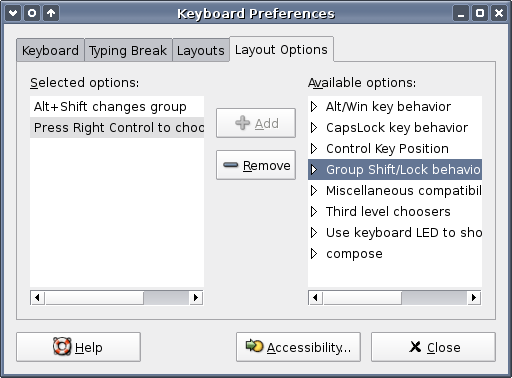 Keyboard Preferences
Keyboard
Typing Break
Layouts
Layout Options
Selected options:
Alt+Shift changes group
Press Right Control to choo
Add
Remove
Available options:
Alt/Win key behavior
CapsLock key behavior
Control Key Position
Group Shift/Lock behavio
Miscellaneous compatibil
Third level choosers
Use keyboard LED to sho
compose
Help
Accessibility...
Close